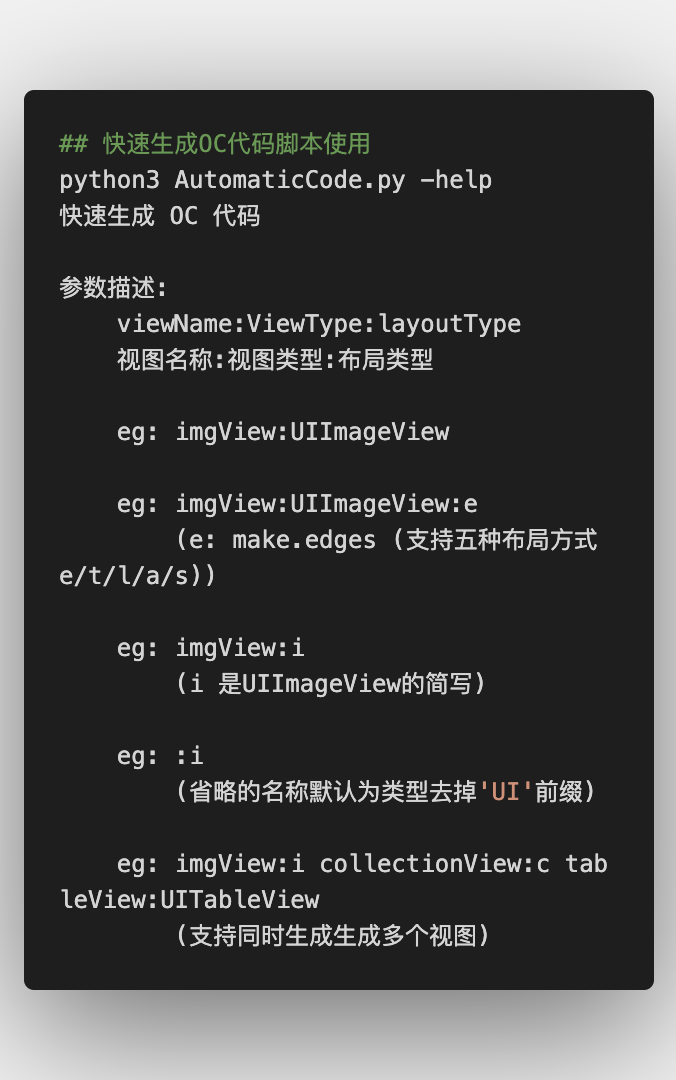 ## 快速生成OC代码脚本使用
python3 AutomaticCode.py -help
快速生成 OC 代码
参数描述:
viewName:ViewType:layoutType
视图名称:视图类型:布局类型
eg: imgView:UIImageView
eg: imgView:UIImageView:e
(e: make.edges (支持五种布局方式
e/t/l/a/s))
eg: imgView:i
(i 是UIImageView的简写)
eg: :i
(省略的名称默认为类型去掉'UI'前缀)
eg: imgView:i collectionView:c tab
leView:UITableView
(支持同时生成生成多个视图)